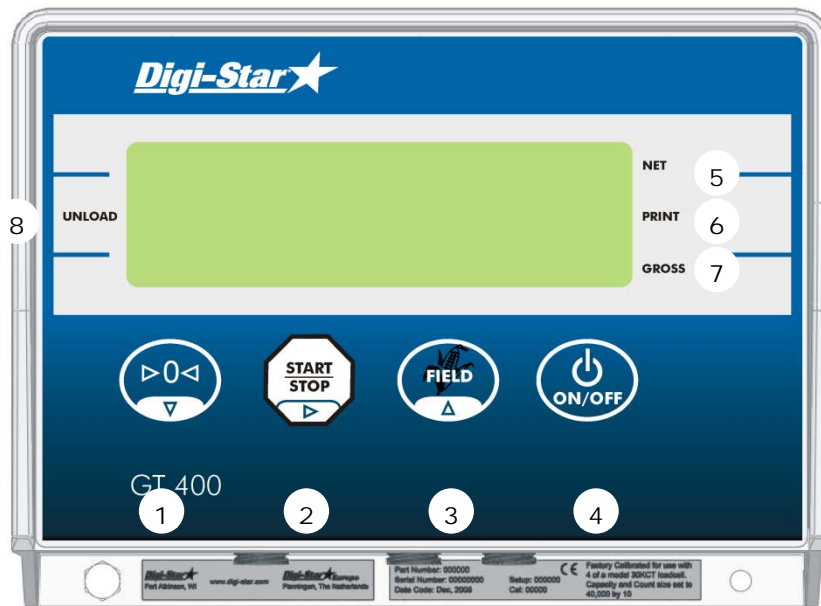 Digi-Star
NET
5
8
UNLOAD
PRINT
6
GROSS
7
0
START
STOP
FIELD
ON/OFF
GT 400
1
2
3
4
Digi-Star
Fort Atkinson, WI
www.digi-star.com
Digi-Star Europe
Panningen, The Netherlands
Part Number: 000000
Serial Number: 00000000
Date Code: Dec, 2005
Setup: 000000
Cal: 00000
CE
Factory Calibrated for use with
4 of a model 30KCT loadcell.
Capacity and Count size set to
40,000 by 10